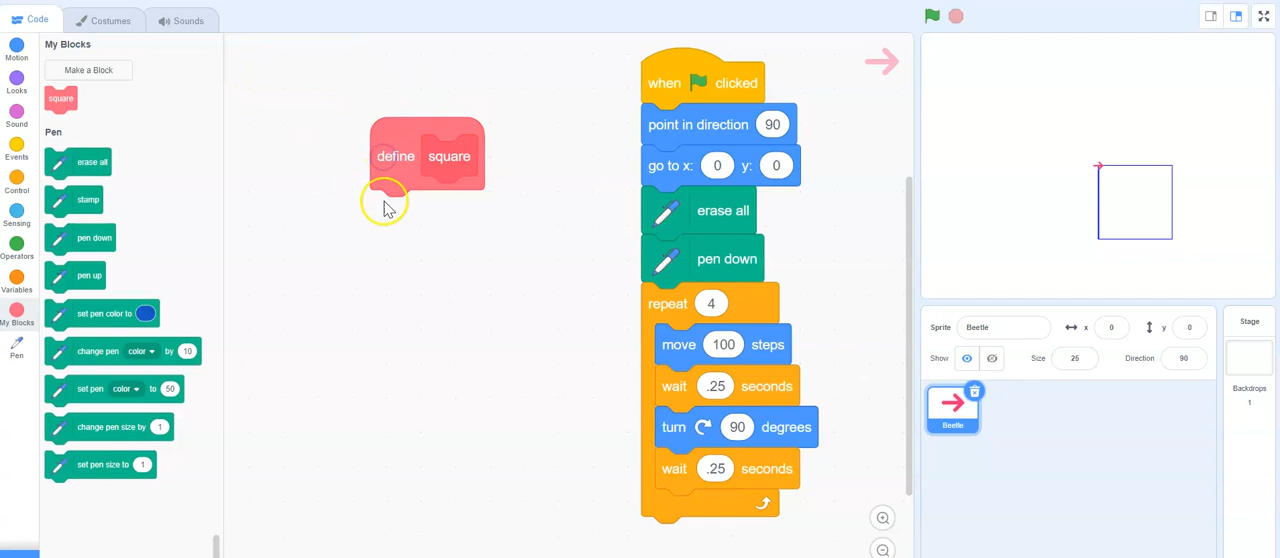 Code
Costumes
Sounds
Motion
Looks
Sound
Events
Control
Sensing
Operators
Variables
My Blocks
Pen
My Blocks
Make a Block
square
Pen
erase all
stamp
pen down
pen up
set pen color to
change pen color by 10
set pen color to 50
change pen size by 1
set pen size to 1
define square
when clicked
point in direction 90
go to x: 0 y: 0
erase all
pen down
repeat 4
move 100 steps
wait .25 seconds
turn 90 degrees
wait .25 seconds
Sprite Beetle x 0 y 0
Show Size 25 Direction 90
Beetle
Stage
Backdrops
1